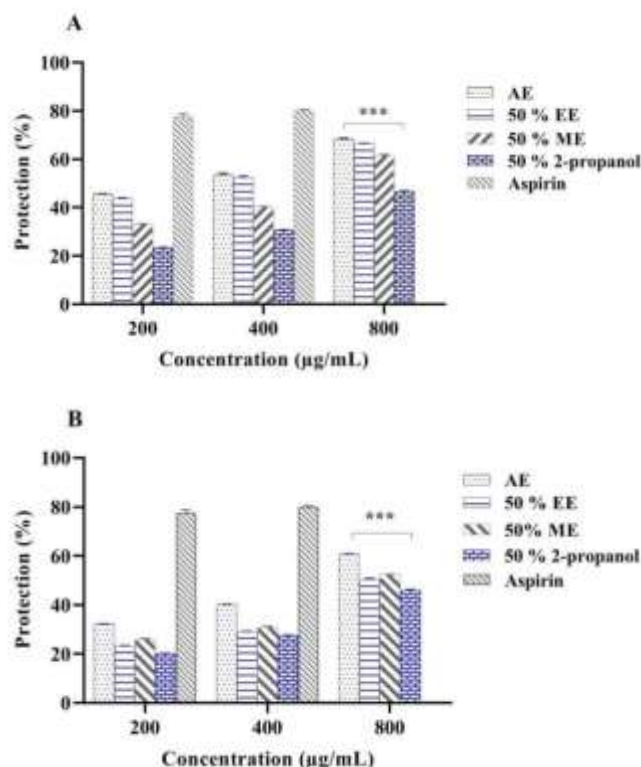 A
100
80
60
40
20
0
Protection (%)
***
AE
50 % EE
50 % ME
50 % 2-propanol
Aspirin
200 400 800
Concentration (µg/mL)
B
100
80
60
40
20
0
Protection (%)
***
AE
50 % EE
50% ME
50 % 2-propanol
Aspirin
200 400 800
Concentration (µg/mL)